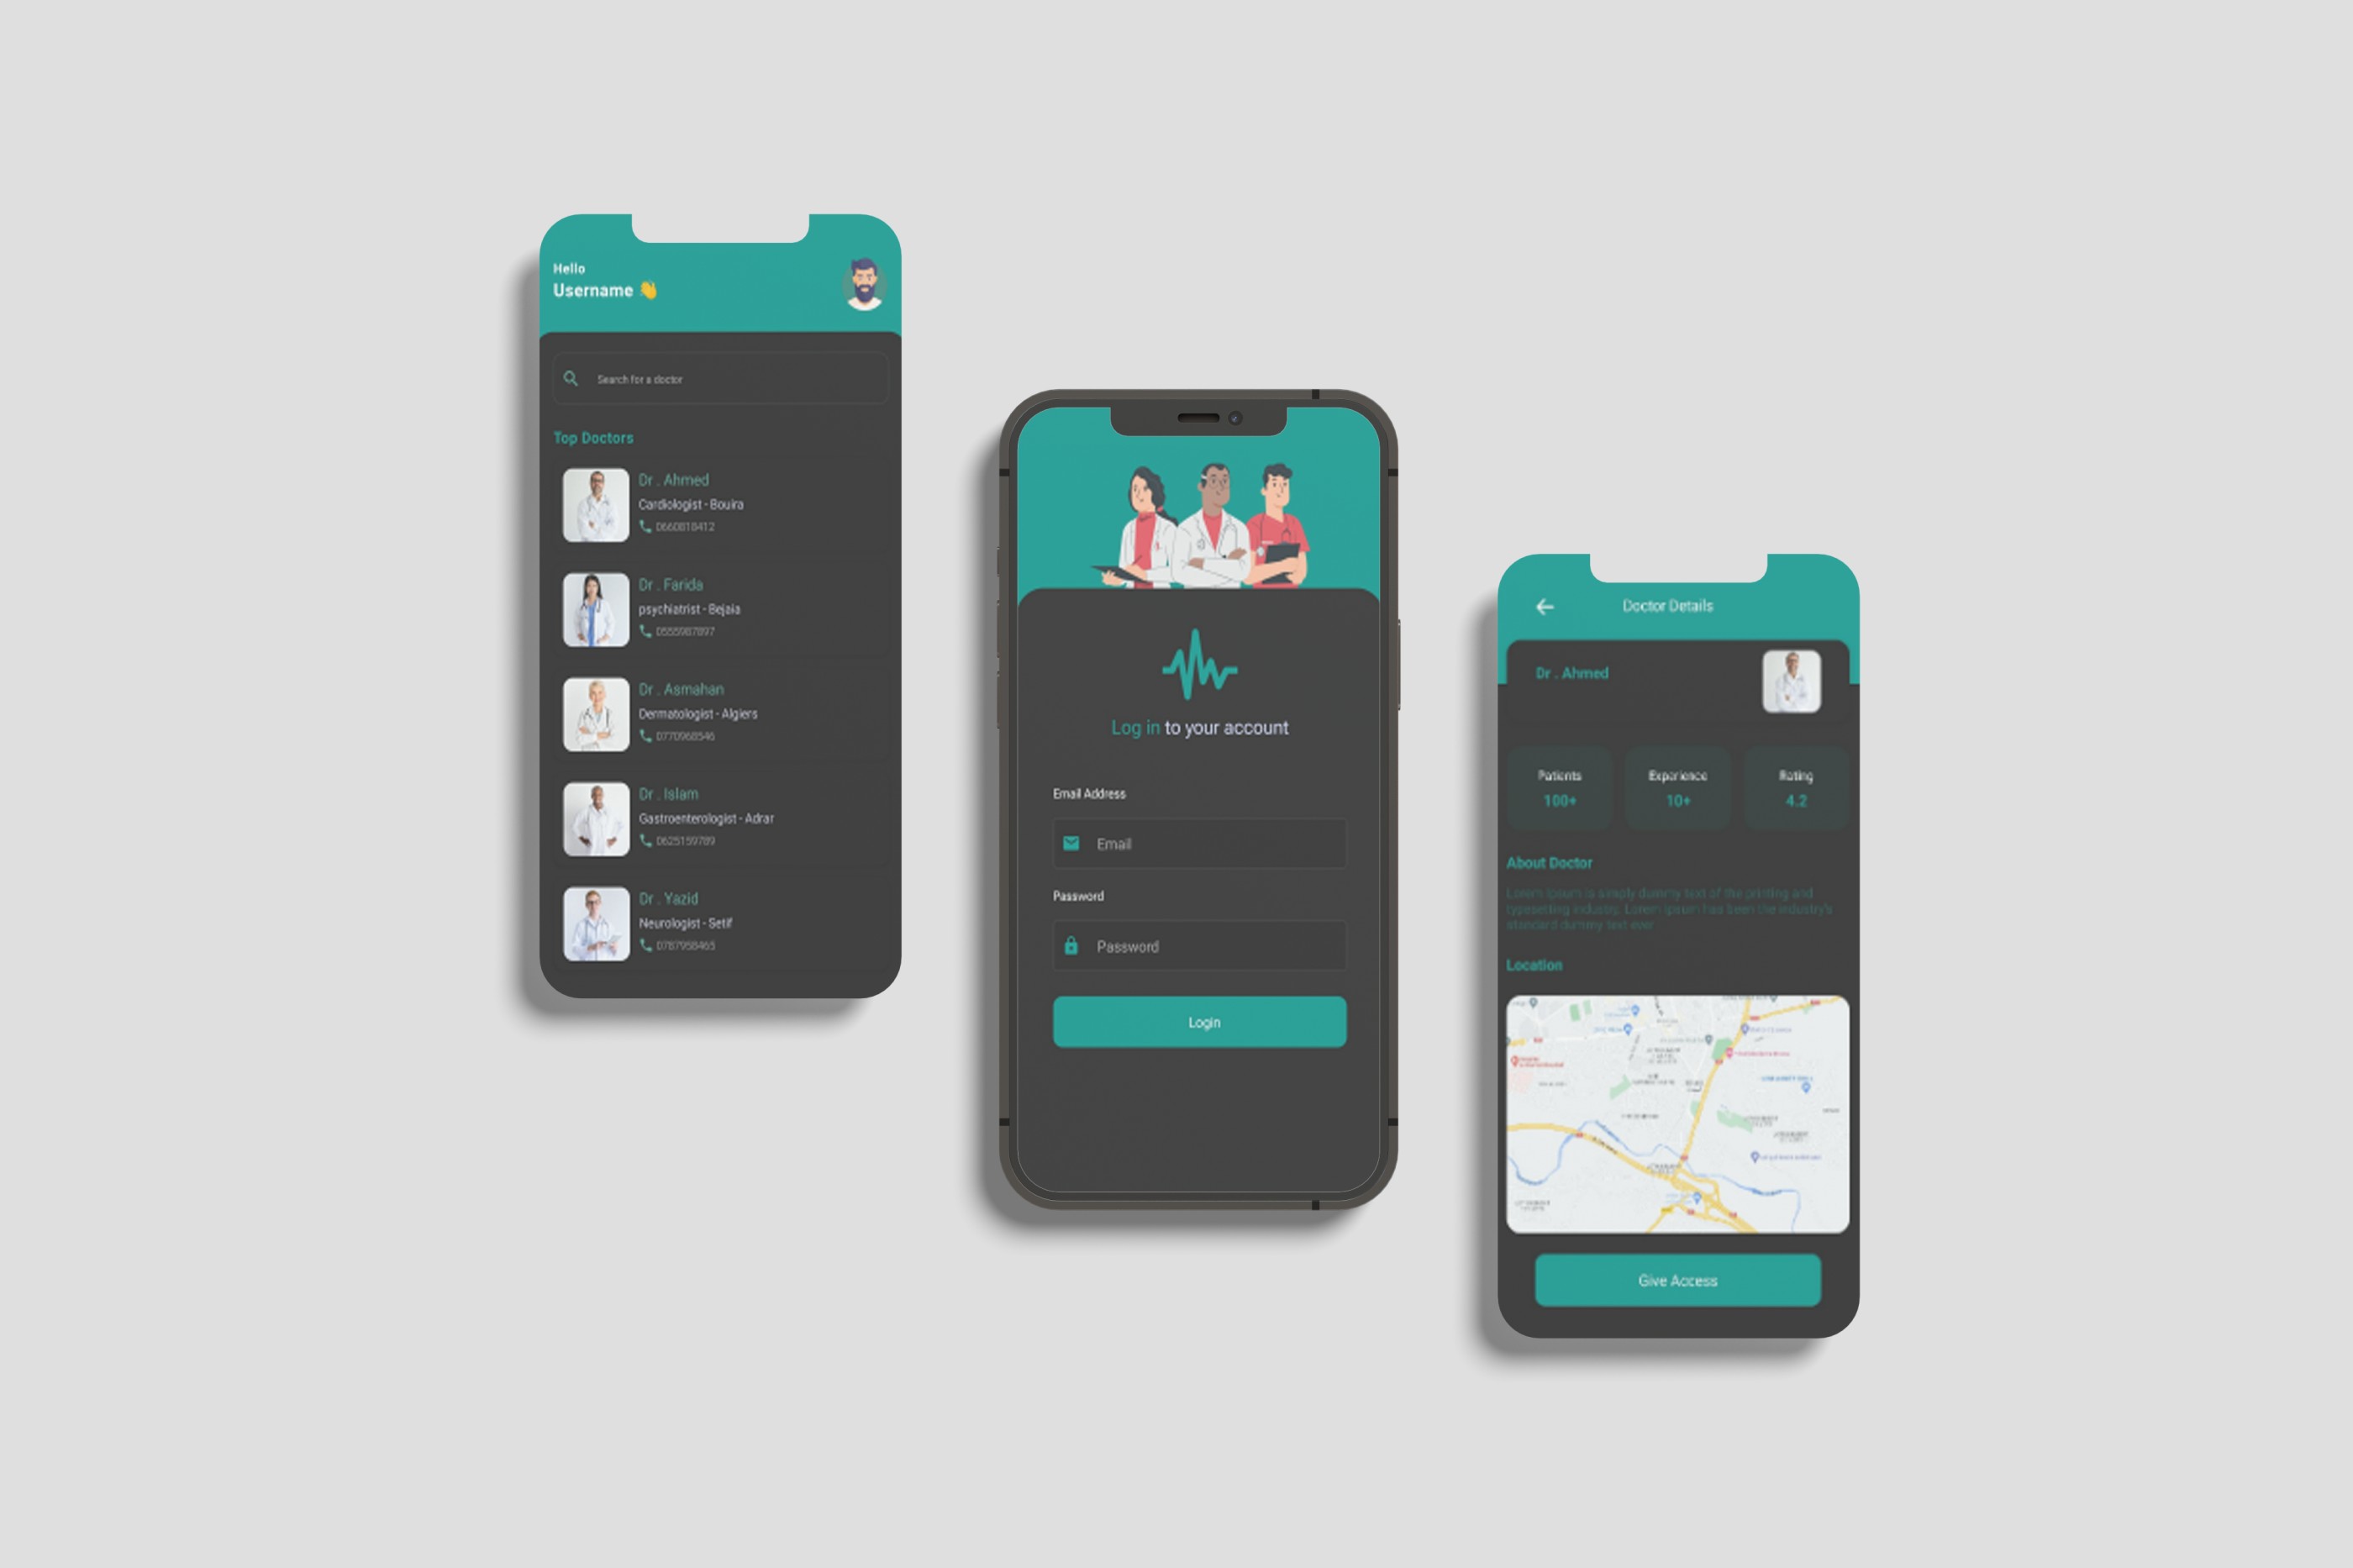 Hello
Username 👋
Search for a doctor
Top Doctors
Dr . Ahmed
Cardiologist - Bouira
0660818412
Dr . Farida
psychiatrist - Bejaia
0555987897
Dr . Asmahan
Dermatologist - Algiers
0770968546
Dr . Islam
Gastroenterologist - Adrar
0625159789
Dr . Yazid
Neurologist - Setif
0787958465
Log in to your account
Email Address
Email
Password
Password
Login
Doctor Details
Dr . Ahmed
Patients
100+
Experience
10+
Rating
4.2
About Doctor
Lorem Ipsum is simply dummy text of the printing and
typesetting industry. Lorem Ipsum has been the industry's
standard dummy text ever
Location
Give Access